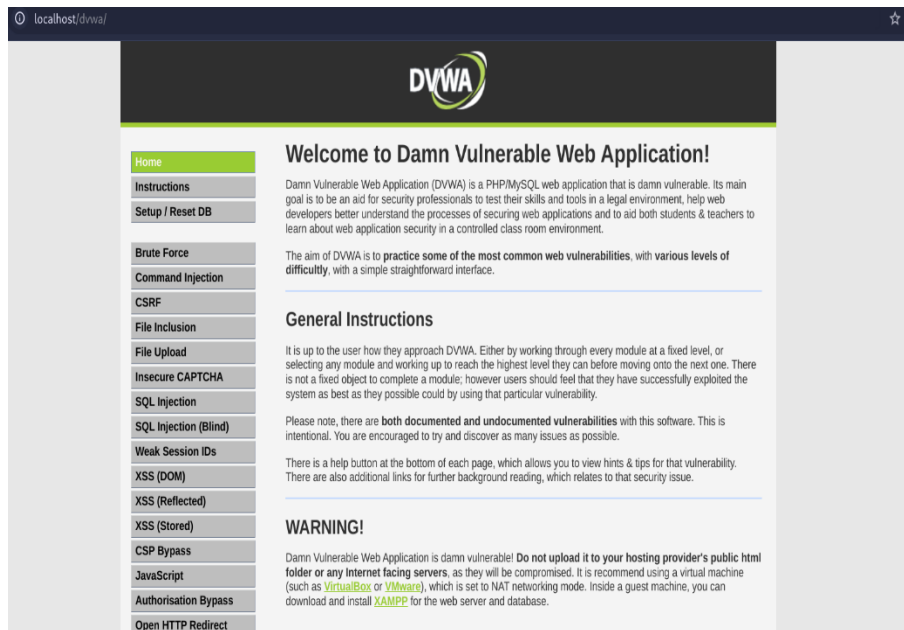 localhost/dvwa/
DVWA
Home
Instructions
Setup / Reset DB
Brute Force
Command Injection
CSRF
File Inclusion
File Upload
Insecure CAPTCHA
SQL Injection
SQL Injection (Blind)
Weak Session IDs
XSS (DOM)
XSS (Reflected)
XSS (Stored)
CSP Bypass
JavaScript
Authorisation Bypass
Open HTTP Redirect
Welcome to Damn Vulnerable Web Application!
Damn Vulnerable Web Application (DVWA) is a PHP/MySQL web application that is damn vulnerable. Its main
goal is to be an aid for security professionals to test their skills and tools in a legal environment, help web
developers better understand the processes of securing web applications and to aid both students & teachers to
learn about web application security in a controlled class room environment.
The aim of DVWA is to practice some of the most common web vulnerabilities, with various levels of
difficultly, with a simple straightforward interface.
General Instructions
It is up to the user how they approach DVWA. Either by working through every module at a fixed level, or
selecting any module and working up to reach the highest level they can before moving onto the next one. There
is not a fixed object to complete a module; however users should feel that they have successfully exploited the
system as best as they possible could by using that particular vulnerability.
Please note, there are both documented and undocumented vulnerabilities with this software. This is
intentional. You are encouraged to try and discover as many issues as possible.
There is a help button at the bottom of each page, which allows you to view hints & tips for that vulnerability.
There are also additional links for further background reading, which relates to that security issue.
WARNING!
Damn Vulnerable Web Application is damn vulnerable! Do not upload it to your hosting provider's public html
folder or any Internet facing servers, as they will be compromised. It is recommend using a virtual machine
(such as VirtualBox or VMware), which is set to NAT networking mode. Inside a guest machine, you can
download and install XAMPP for the web server and database.